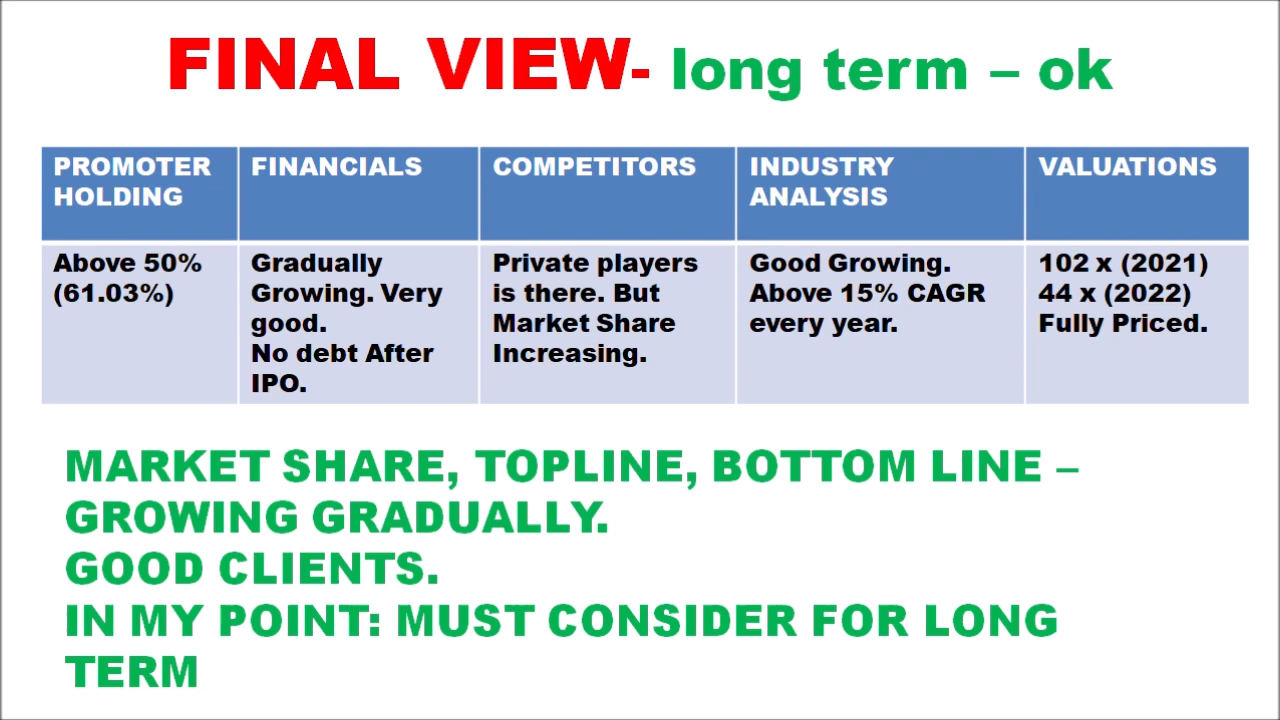 FINAL VIEW- long term – ok
PROMOTER HOLDING
FINANCIALS
COMPETITORS
INDUSTRY ANALYSIS
VALUATIONS
Above 50%
(61.03%)
Gradually
Growing. Very
good.
No debt After
IPO.
Private players
is there. But
Market Share
Increasing.
Good Growing.
Above 15% CAGR
every year.
102 x (2021)
44 x (2022)
Fully Priced.
MARKET SHARE, TOPLINE, BOTTOM LINE –
GROWING GRADUALLY.
GOOD CLIENTS.
IN MY POINT: MUST CONSIDER FOR LONG
TERM